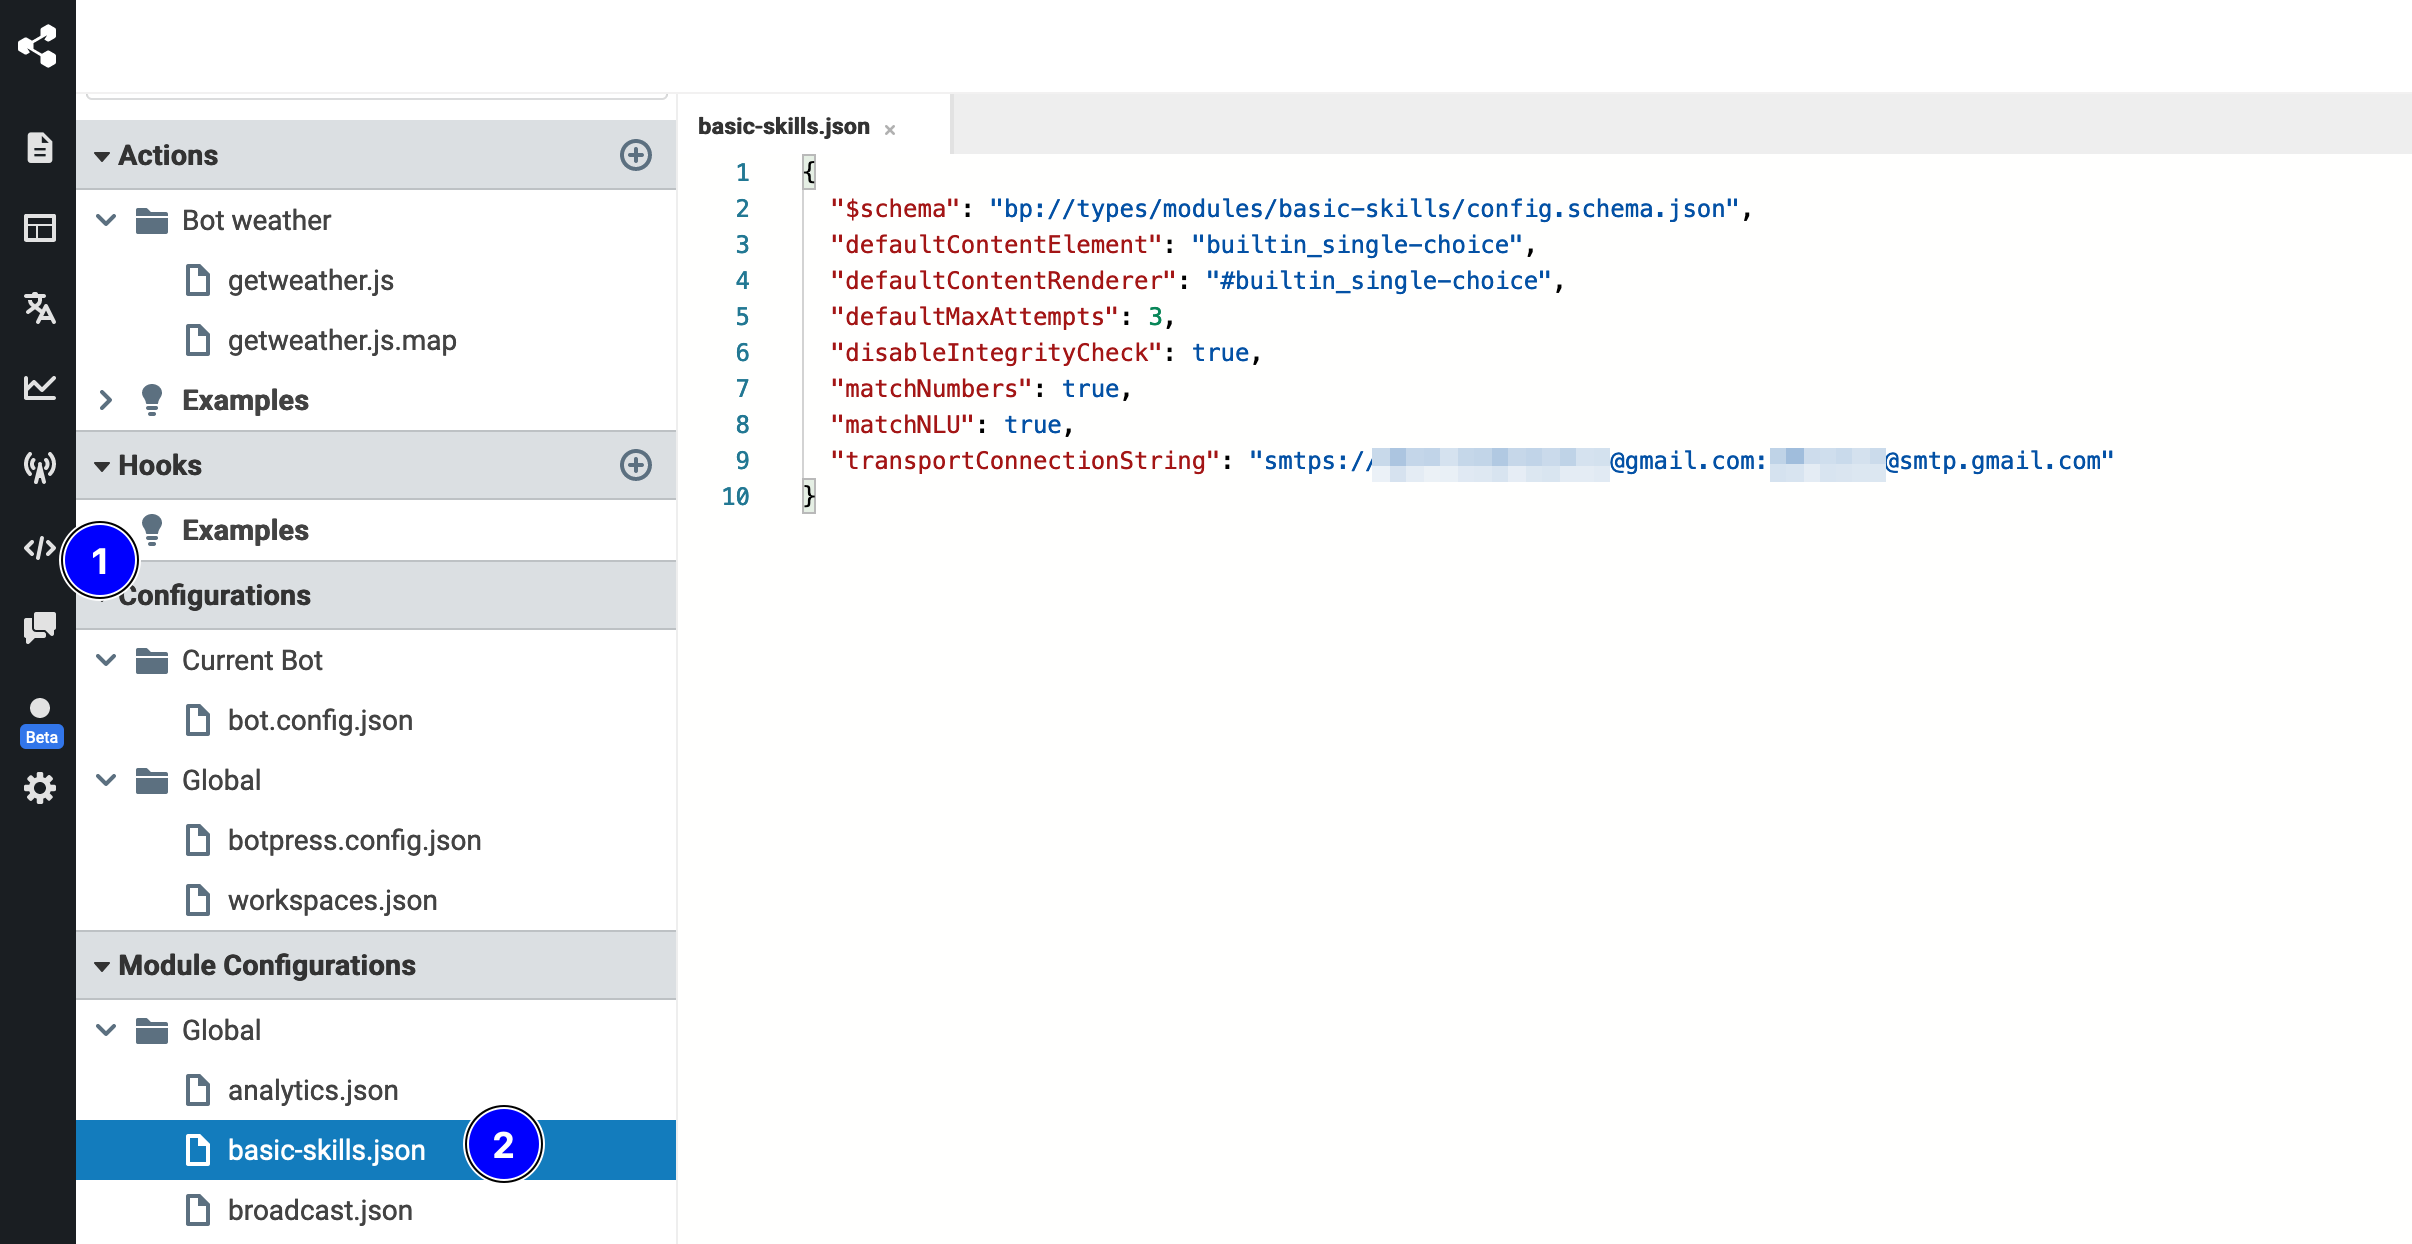 Actions
Bot weather
getweather.js
getweather.js.map
Examples
Hooks
Examples
1
Configurations
Current Bot
bot.config.json
Beta
Global
botpress.config.json
workspaces.json
Module Configurations
Global
analytics.json
basic-skills.json
2
broadcast.json
basic-skills.json ×
1 {
2 "$schema": "bp://types/modules/basic-skills/config.schema.json",
3 "defaultContentElement": "builtin_single-choice",
4 "defaultContentRenderer": "#builtin_single-choice",
5 "defaultMaxAttempts": 3,
6 "disableIntegrityCheck": true,
7 "matchNumbers": true,
8 "matchNLU": true,
9 "transportConnectionString": "smtps://@gmail.com:@smtp.gmail.com"
10 }